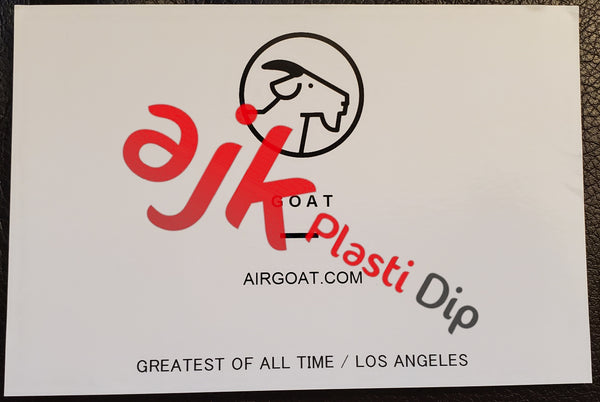 ajk
Plasti Dip
GOAT
AIRGOAT.COM
GREATEST OF ALL TIME / LOS ANGELES